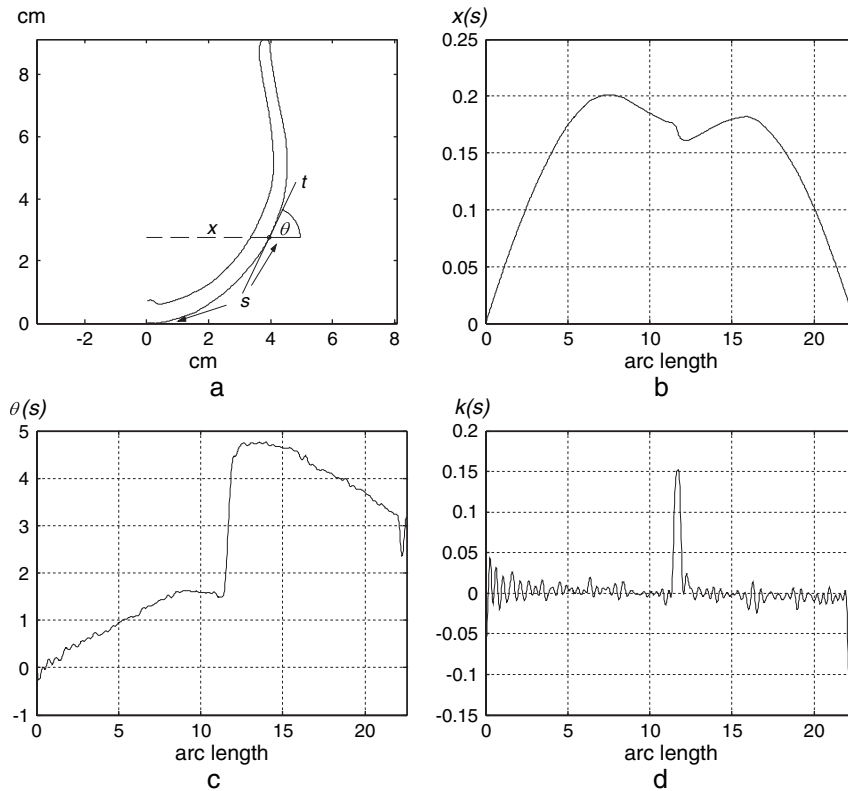 cm
8
6
4
2
0
-2 0 2 4 6 8
cm
x
t
θ
s
a
x(s)
0.25
0.2
0.15
0.1
0.05
0
0 5 10 15 20
arc length
b
θ(s)
5
4
3
2
1
0
-1
0 5 10 15 20
arc length
c
k(s)
0.2
0.15
0.1
0.05
0
-0.05
-0.1
-0.15
0 5 10 15 20
arc length
d